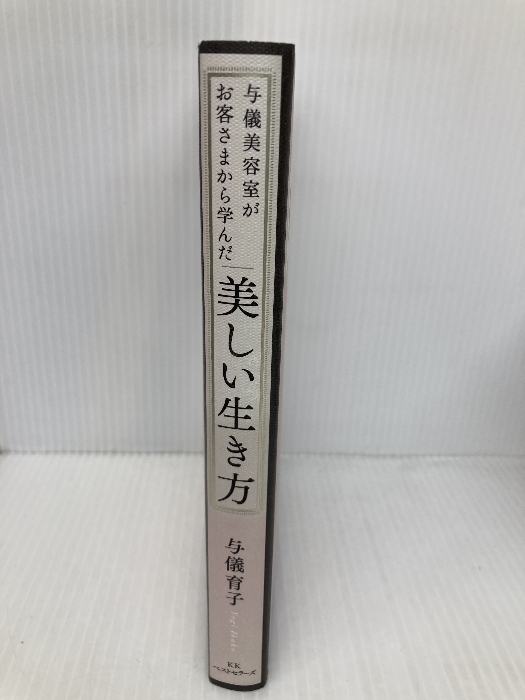 与儀美容室が
お客さまから学んだ
美しい生き方
与儀育子
KK
ベストセラーズ